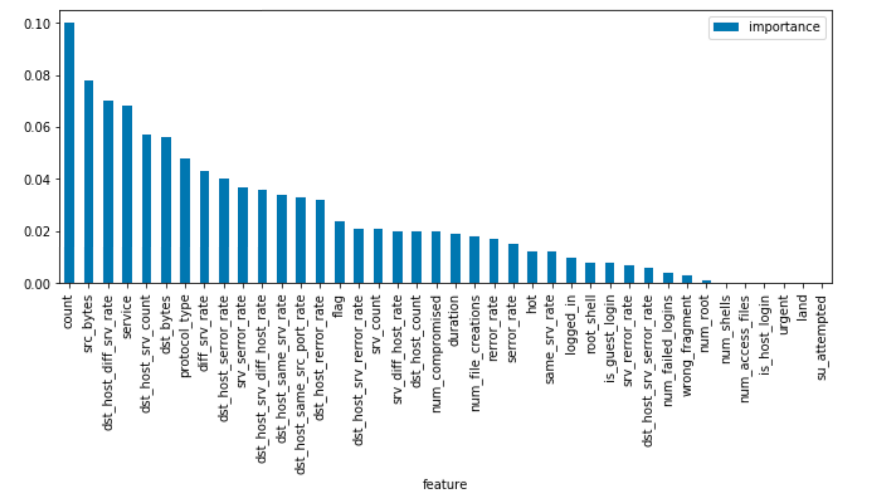 importance
0.10
0.08
0.06
0.04
0.02
0.00
count
src_bytes
dst_host_diff_srv_rate
service
dst_host_srv_count
dst_bytes
protocol_type
diff_srv_rate
dst_host_serror_rate
srv_serror_rate
dst_host_srv_diff_host_rate
dst_host_same_srv_rate
dst_host_same_src_port_rate
dst_host_rerror_rate
flag
dst_host_srv_rerror_rate
srv_count
srv_diff_host_rate
dst_host_count
num_compromised
duration
num_file_creations
rerror_rate
serror_rate
hot
same_srv_rate
logged_in
root_shell
is_guest_login
srv_rerror_rate
dst_host_srv_serror_rate
num_failed_logins
wrong_fragment
num_root
num_shells
num_access_files
is_host_login
urgent
land
su_attempted
feature